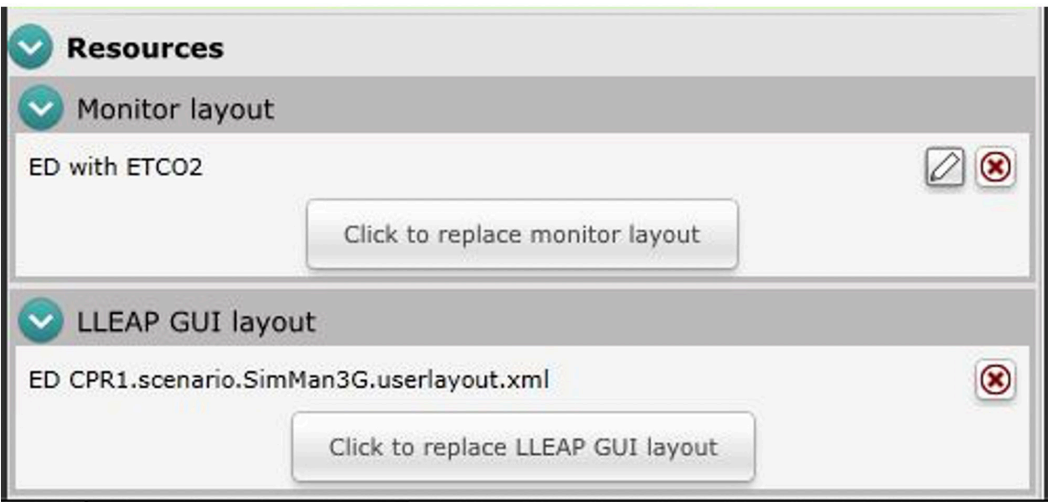 Resources
Monitor layout
ED with ETCO2
Click to replace monitor layout
LLEAP GUI layout
ED CPR1.scenario.SimMan3G.userlayout.xml
Click to replace LLEAP GUI layout